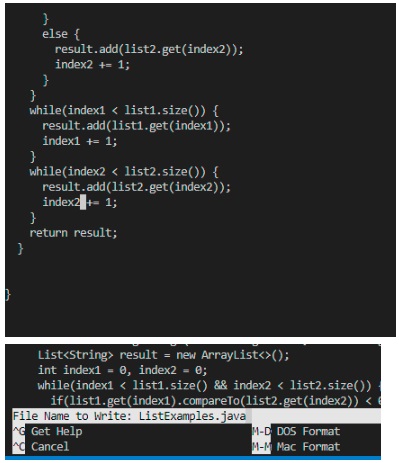 }
else {
result.add(list2.get(index2));
index2 += 1;
}
}
while(index1 < list1.size()) {
result.add(list1.get(index1));
index1 += 1;
}
while(index2 < list2.size()) {
result.add(list2.get(index2));
index2 += 1;
}
return result;
}
}
List<String> result = new ArrayList<>();
int index1 = 0, index2 = 0;
while(index1 < list1.size() && index2 < list2.size()) {
if(list1.get(index1).compareTo(list2.get(index2)) <
File Name to Write: ListExamples.java
^G Get Help M-D DOS Format
^C Cancel M-M Mac Format